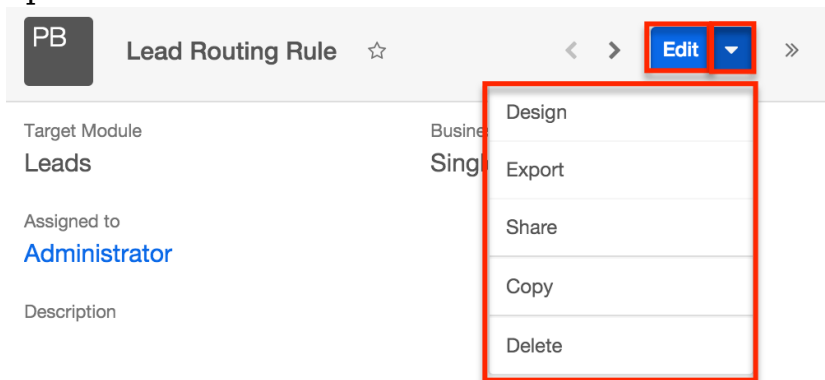 PB
Lead Routing Rule
Edit
Target Module
Leads
Assigned to
Administrator
Description
Design
Export
Share
Copy
Delete